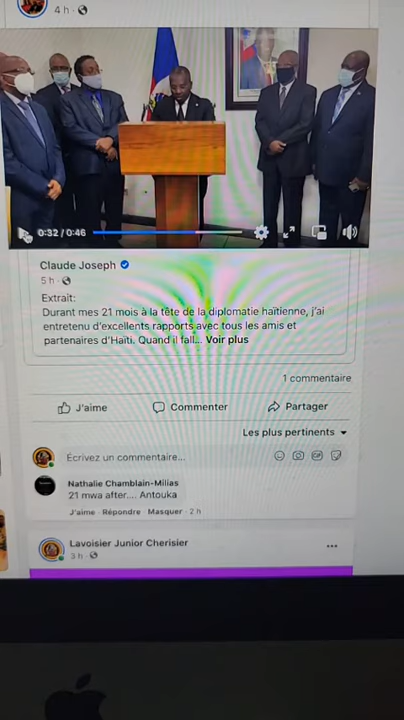 4 h ·
0:32 / 0:46
Claude Joseph
5 h ·
Extrait:
Durant mes 21 mois à la tête de la diplomatie haïtienne, j'ai
entretenu d'excellents rapports avec tous les amis et
partenaires d'Haïti. Quand il fall... Voir plus
1 commentaire
J'aime
Commenter
Partager
Les plus pertinents
Écrivez un commentaire...
GIF
Nathalie Chamblain-Milias
21 mwa after.... Antouka
J'aime · Répondre · Masquer · 2 h
Lavoisier Junior Cherisier
3 h ·